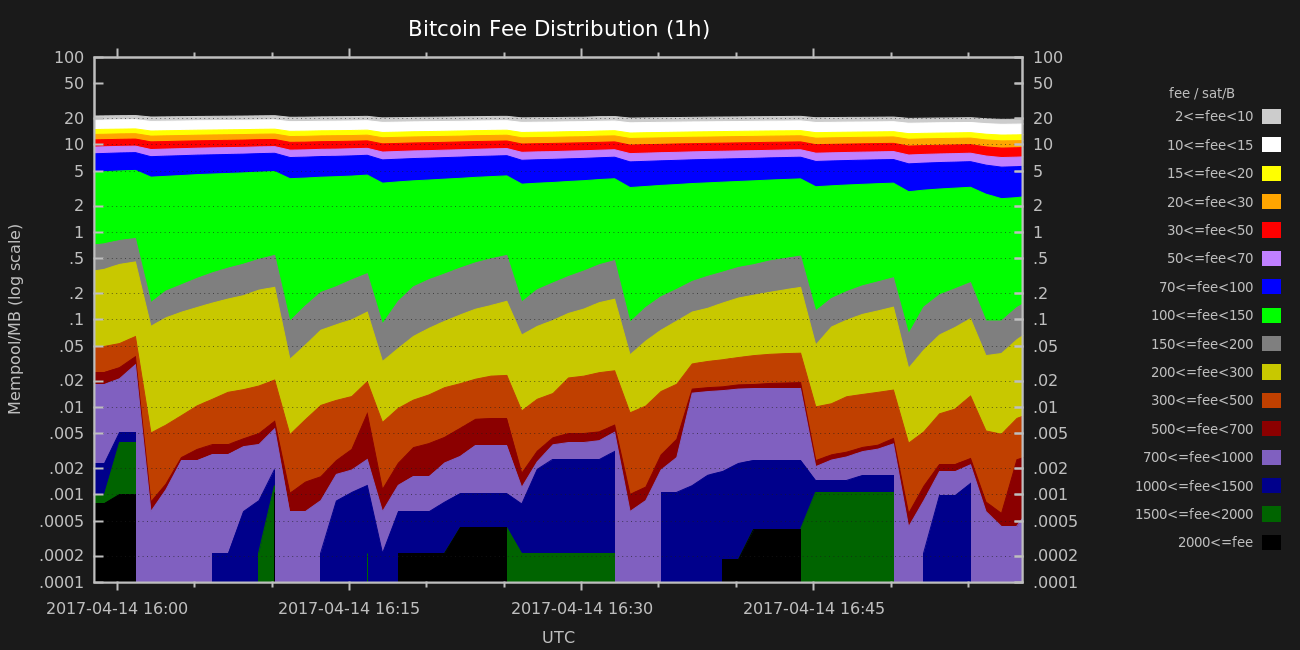 Bitcoin Fee Distribution (1h)
100 100
50 50
20 20
10 10
5 5
2 2
1 1
.5 .5
.2 .2
.1 .1
.05 .05
.02 .02
.01 .01
.005 .005
.002 .002
.001 .001
.0005 .0005
.0002 .0002
.0001 .0001
Mempool/MB (log scale)
2017-04-14 16:00 2017-04-14 16:15 2017-04-14 16:30 2017-04-14 16:45
UTC
fee / sat/B
2<=fee<10
10<=fee<15
15<=fee<20
20<=fee<30
30<=fee<50
50<=fee<70
70<=fee<100
100<=fee<150
150<=fee<200
200<=fee<300
300<=fee<500
500<=fee<700
700<=fee<1000
1000<=fee<1500
1500<=fee<2000
2000<=fee